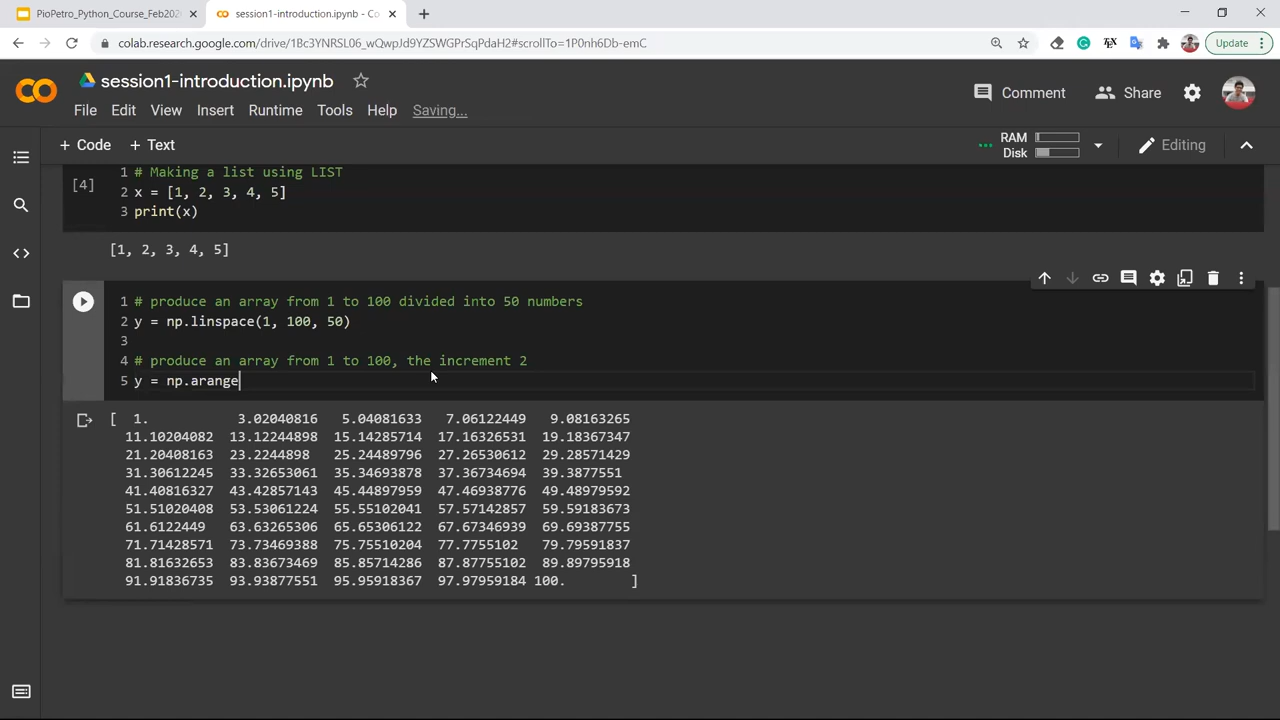 PioPetro_Python_Course_Feb202
session1-introduction.ipynb - Co
colab.research.google.com/drive/1Bc3YNRSL06_wQwpJd9YZSWGPrSqPdaH2#scrollTo=1P0nh6Db-emC
Update
session1-introduction.ipynb
Comment
Share
File Edit View Insert Runtime Tools Help Saving...
+ Code + Text
RAM
Disk
Editing
[4]
1 # Making a list using LIST
2 x = [1, 2, 3, 4, 5]
3 print(x)
[1, 2, 3, 4, 5]
1 # produce an array from 1 to 100 divided into 50 numbers
2 y = np.linspace(1, 100, 50)
3
4 # produce an array from 1 to 100, the increment 2
5 y = np.arange
[ 1. 3.02040816 5.04081633 7.06122449 9.08163265
11.10204082 13.12244898 15.14285714 17.16326531 19.18367347
21.20408163 23.2244898 25.24489796 27.26530612 29.28571429
31.30612245 33.32653061 35.34693878 37.36734694 39.3877551
41.40816327 43.42857143 45.44897959 47.46938776 49.48979592
51.51020408 53.53061224 55.55102041 57.57142857 59.59183673
61.6122449 63.63265306 65.65306122 67.67346939 69.69387755
71.71428571 73.73469388 75.75510204 77.7755102 79.79591837
81.81632653 83.83673469 85.85714286 87.87755102 89.89795918
91.91836735 93.93877551 95.95918367 97.97959184 100. ]